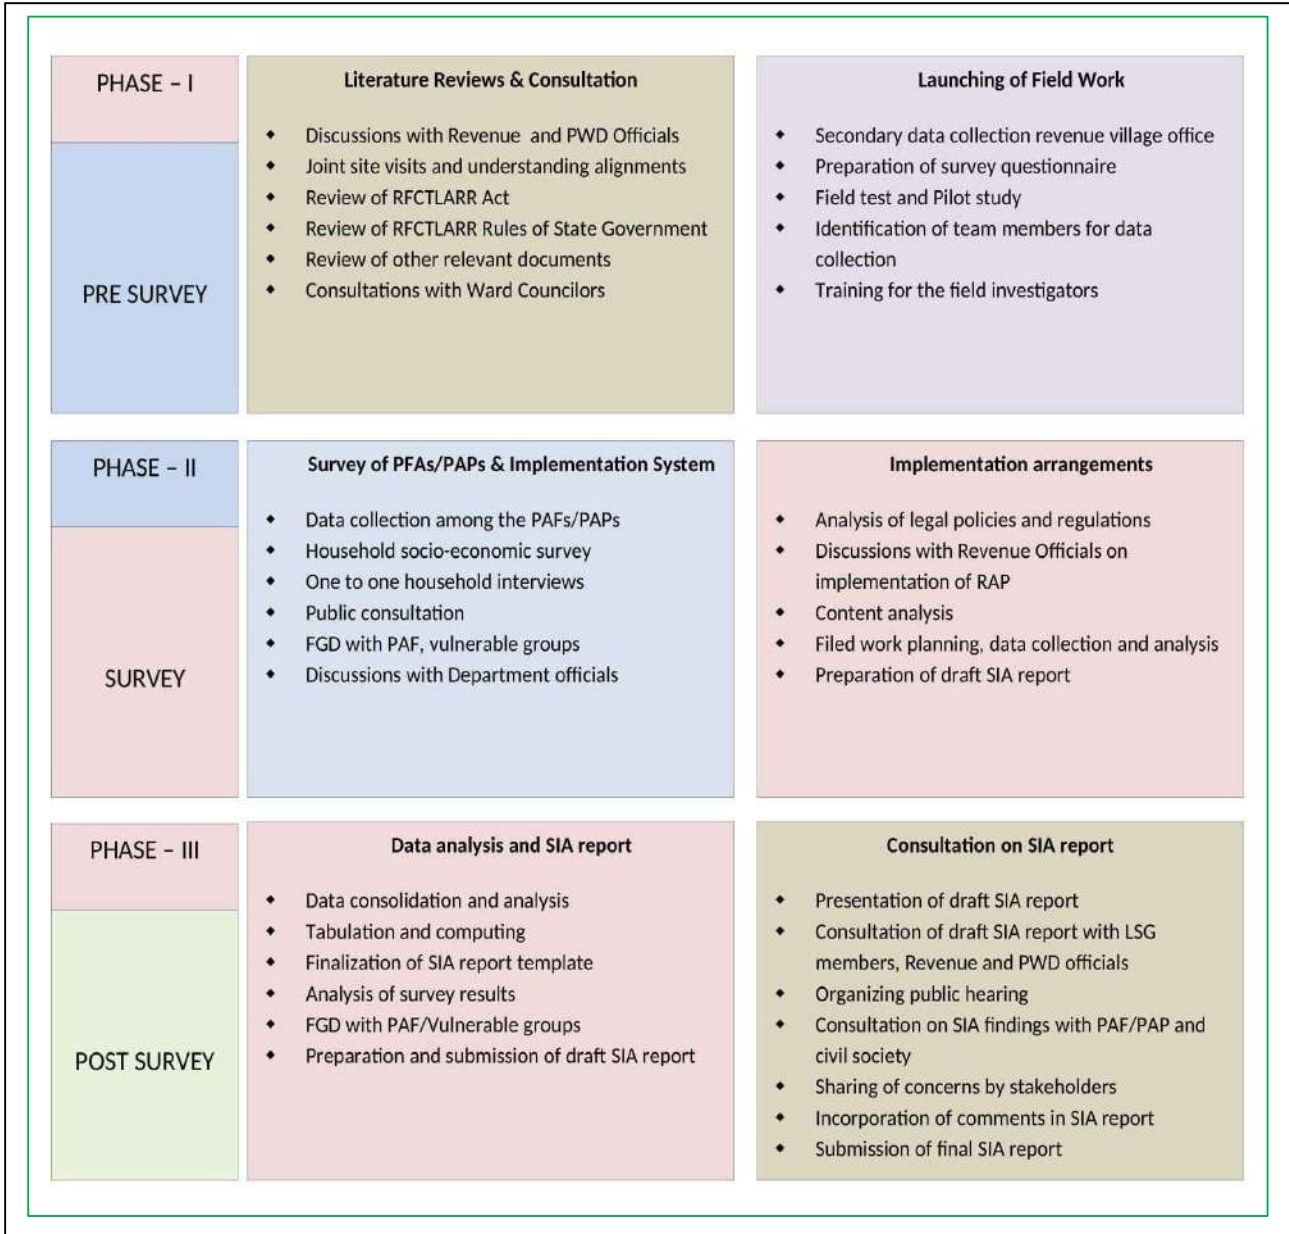 PHASE – I
PRE SURVEY
Literature Reviews & Consultation
◆ Discussions with Revenue and PWD Officials
◆ Joint site visits and understanding alignments
◆ Review of RFCTLARR Act
◆ Review of RFCTLARR Rules of State Government
◆ Review of other relevant documents
◆ Consultations with Ward Councilors
Launching of Field Work
◆ Secondary data collection revenue village office
◆ Preparation of survey questionnaire
◆ Field test and Pilot study
◆ Identification of team members for data
collection
◆ Training for the field investigators
PHASE – II
SURVEY
Survey of PFAs/PAPs & Implementation System
◆ Data collection among the PAFs/PAPs
◆ Household socio-economic survey
◆ One to one household interviews
◆ Public consultation
◆ FGD with PAF, vulnerable groups
◆ Discussions with Department officials
Implementation arrangements
◆ Analysis of legal policies and regulations
◆ Discussions with Revenue Officials on
implementation of RAP
◆ Content analysis
◆ Filed work planning, data collection and analysis
◆ Preparation of draft SIA report
PHASE – III
POST SURVEY
Data analysis and SIA report
◆ Data consolidation and analysis
◆ Tabulation and computing
◆ Finalization of SIA report template
◆ Analysis of survey results
◆ FGD with PAF/Vulnerable groups
◆ Preparation and submission of draft SIA report
Consultation on SIA report
◆ Presentation of draft SIA report
◆ Consultation of draft SIA report with LSG
members, Revenue and PWD officials
◆ Organizing public hearing
◆ Consultation on SIA findings with PAF/PAP and
civil society
◆ Sharing of concerns by stakeholders
◆ Incorporation of comments in SIA report
◆ Submission of final SIA report